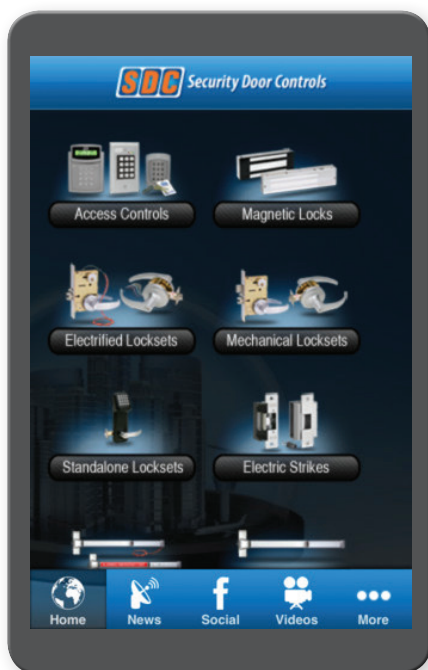 SDC Security Door Controls
Access Controls
Magnetic Locks
Electrified Locksets
Mechanical Locksets
Standalone Locksets
Electric Strikes
Home
News
Social
Videos
More